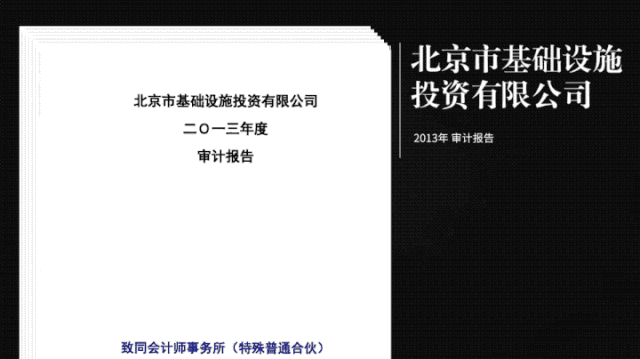 北京市基础设施投资有限公司
二〇一三年度
审计报告
致同会计师事务所（特殊普通合伙）
北京市基础设施
投资有限公司
2013年 审计报告